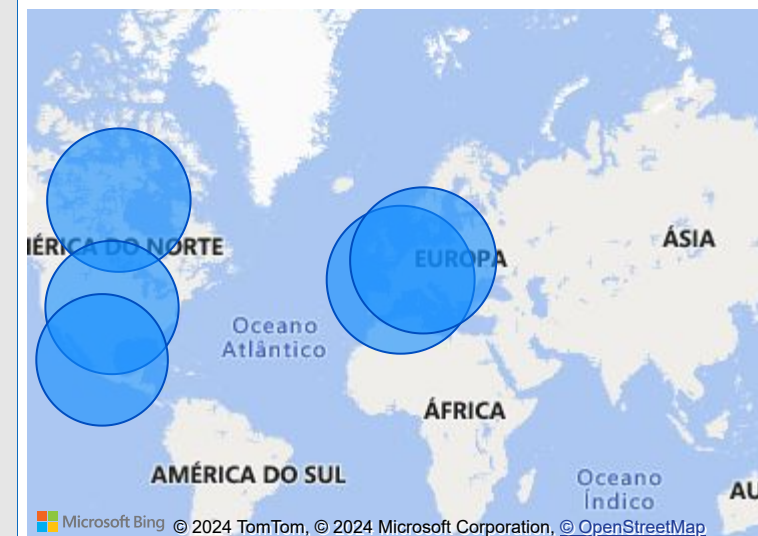 ÉRICA DO NORTE
EUROPA
ÁSIA
Oceano
Atlântico
ÁFRICA
AMÉRICA DO SUL
Oceano
Índico
AU
Microsoft Bing
© 2024 TomTom, © 2024 Microsoft Corporation, © OpenStreetMap